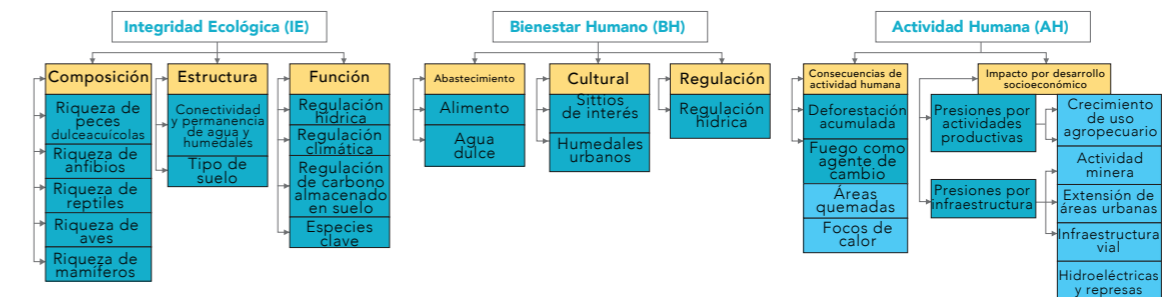 Integridad Ecológica (IE)
Composición
Riqueza de
peces
dulceacuícolas
Riqueza de
anfibios
Riqueza de
reptiles
Riqueza de
aves
Riqueza de
mamíferos
Estructura
Conectividad
y permanencia
de agua y
humedales
Tipo de
suelo
Función
Regulación
hídrica
Regulación
climática
Regulación
de carbono
almacenado
en suelo
Especies
clave
Bienestar Humano (BH)
Abastecimiento
Alimento
Agua
dulce
Cultural
Sittios
de interés
Humedales
urbanos
Regulación
Regulación
hídrica
Actividad Humana (AH)
Consecuencias de
actividad humana
Deforestación
acumulada
Fuego como
agente de
cambio
Áreas
quemadas
Focos de
calor
Impacto por desarrollo
socioeconómico
Presiones por
actividades
productivas
Presiones por
infraestructura
Crecimiento
de uso
agropecuario
Actividad
minera
Extensión de
áreas urbanas
Infraestructura
vial
Hidroeléctricas
y represas